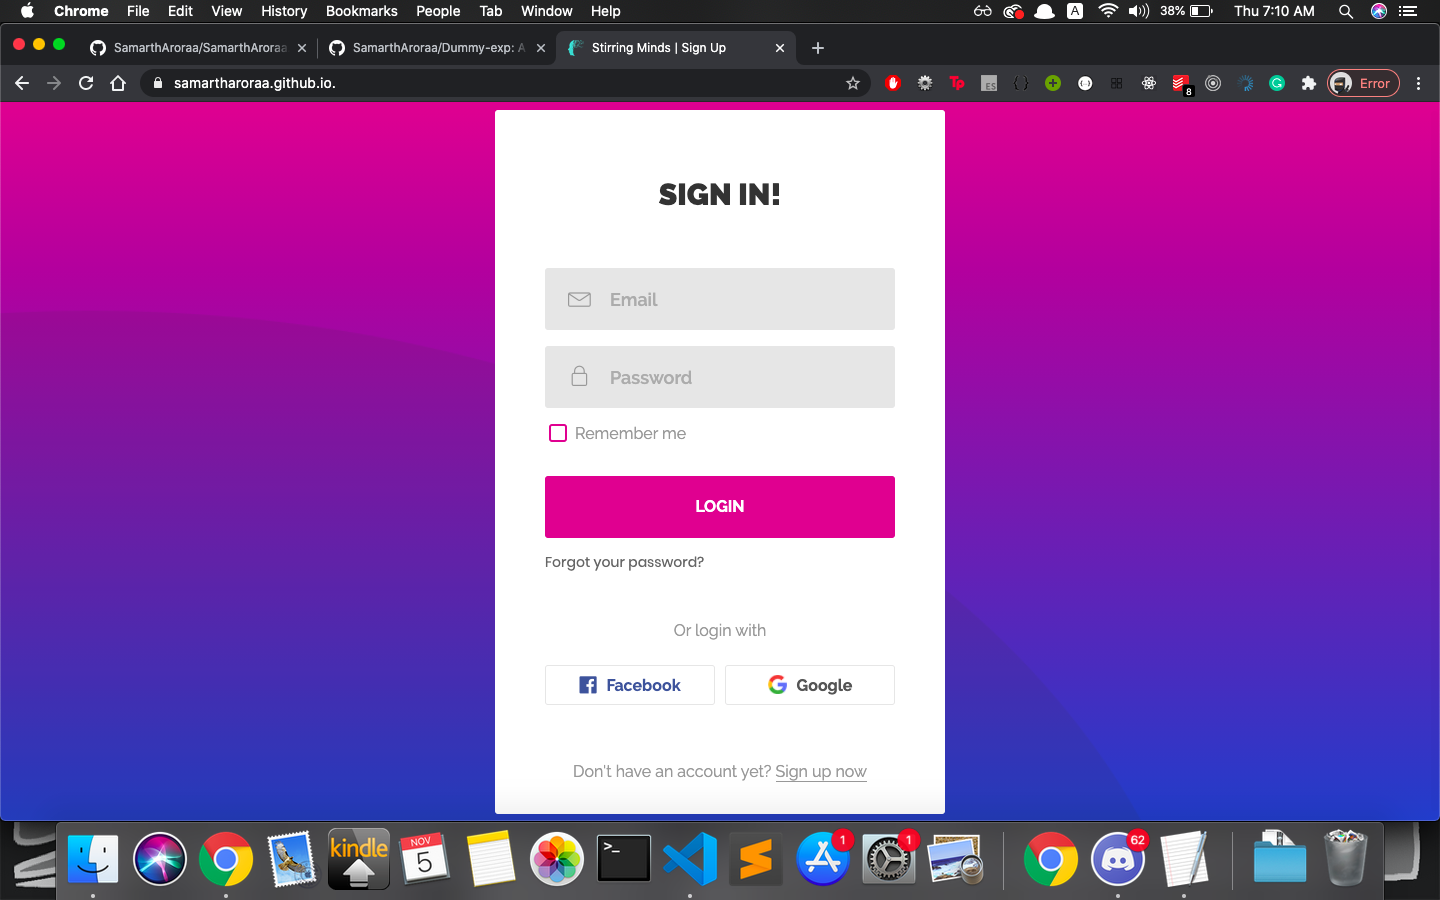 Chrome File Edit View History Bookmarks People Tab Window Help A 38% Thu 7:10 AM
SamarthAroraa/SamarthAroraa SamarthAroraa/Dummy-exp: A Stirring Minds | Sign Up
samartharoraa.github.io. Tp ES 8 Error
SIGN IN!
Email
Password
Remember me
LOGIN
Forgot your password?
Or login with
Facebook Google
Don't have an account yet? Sign up now
kindle NOV 5 >_ 1 1 62